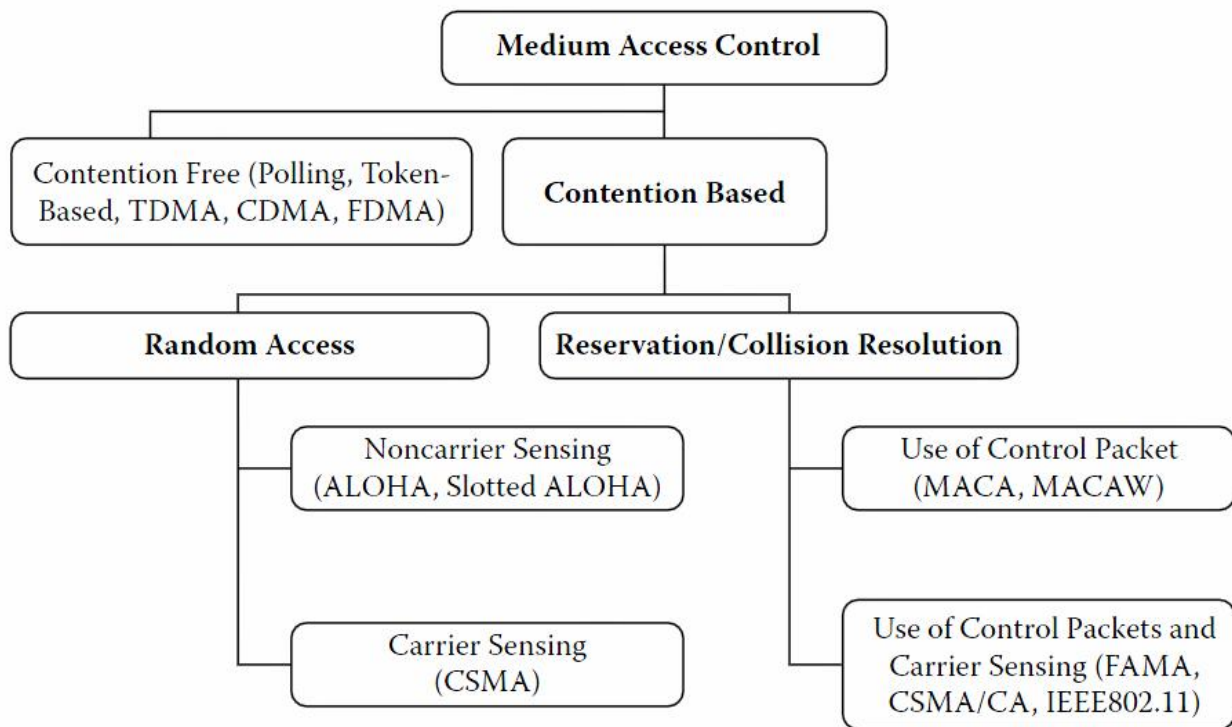 Medium Access Control
Contention Free (Polling, Token-
Based, TDMA, CDMA, FDMA)
Contention Based
Random Access
Reservation/Collision Resolution
Noncarrier Sensing
(ALOHA, Slotted ALOHA)
Use of Control Packet
(MACA, MACAW)
Carrier Sensing
(CSMA)
Use of Control Packets and
Carrier Sensing (FAMA,
CSMA/CA, IEEE802.11)